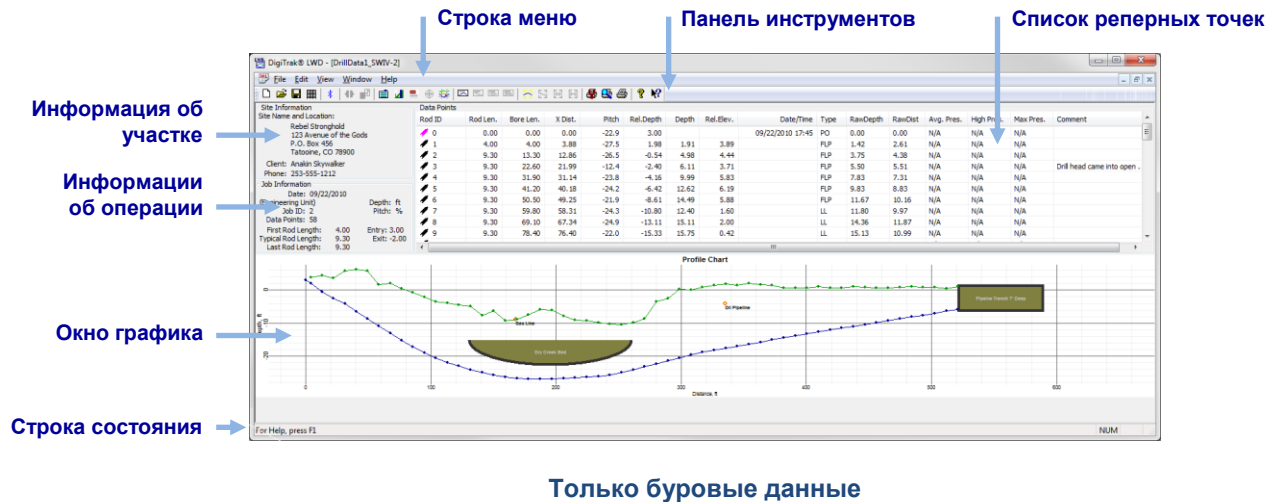 Строка меню
Панель инструментов
Список реперных точек
DigiTrak® LWD - [DrillData1_SWIV-2]
File Edit View Window Help
Информация об участке
Site Information
Site Name and Location:
Rebel Stronghold
123 Avenue of the Gods
P.O. Box 456
Tatooine, CO 78900
Client: Anakin Skywalker
Phone: 253-555-1212
Информации об операции
Job Information
Date: 09/22/2010
(Engineering Unit) Depth: ft
Job ID: 2 Pitch: %
Data Points: 58
First Rod Length: 4.00 Entry: 3.00
Typical Rod Length: 9.30 Exit: -2.00
Last Rod Length: 9.30
Data Points
Rod ID Rod Len. Bore Len. X Dist. Pitch Rel.Depth Depth Rel.Elev. Date/Time Type RawDepth RawDist Avg. Pres. High Pres. Max Pres. Comment
0 0.00 0.00 0.00 -22.9 3.00 09/22/2010 17:45 PO 0.00 0.00 N/A N/A N/A
1 4.00 4.00 3.88 -27.5 1.98 1.91 3.89 FLP 1.42 2.61 N/A N/A N/A
2 9.30 13.30 12.86 -26.5 -0.54 4.98 4.44 FLP 3.75 4.38 N/A N/A N/A
3 9.30 22.60 21.99 -12.4 -2.40 6.11 3.71 FLP 5.50 5.51 N/A N/A N/A Drill head came into open .
4 9.30 31.90 31.14 -23.8 -4.16 9.99 5.83 FLP 7.83 7.31 N/A N/A N/A
5 9.30 41.20 40.18 -24.2 -6.42 12.62 6.19 FLP 9.83 8.83 N/A N/A N/A
6 9.30 50.50 49.25 -21.9 -8.61 14.49 5.88 FLP 11.67 10.16 N/A N/A N/A
7 9.30 59.80 58.31 -24.3 -10.80 12.40 1.60 LL 11.80 9.97 N/A N/A N/A
8 9.30 69.10 67.34 -24.9 -13.11 15.11 2.00 LL 14.36 11.87 N/A N/A N/A
9 9.30 78.40 76.40 -22.0 -15.33 15.75 0.42 LL 15.13 10.99 N/A N/A N/A
Profile Chart
Окно графика
Depth, ft
0
-10
-20
Gas Line
Dry Creek Bed
Oil Pipeline
Pipeline Trench 7' Deep
0 100 200 300 400 500 600
Distance, ft
Строка состояния
For Help, press F1
NUM
Только буровые данные